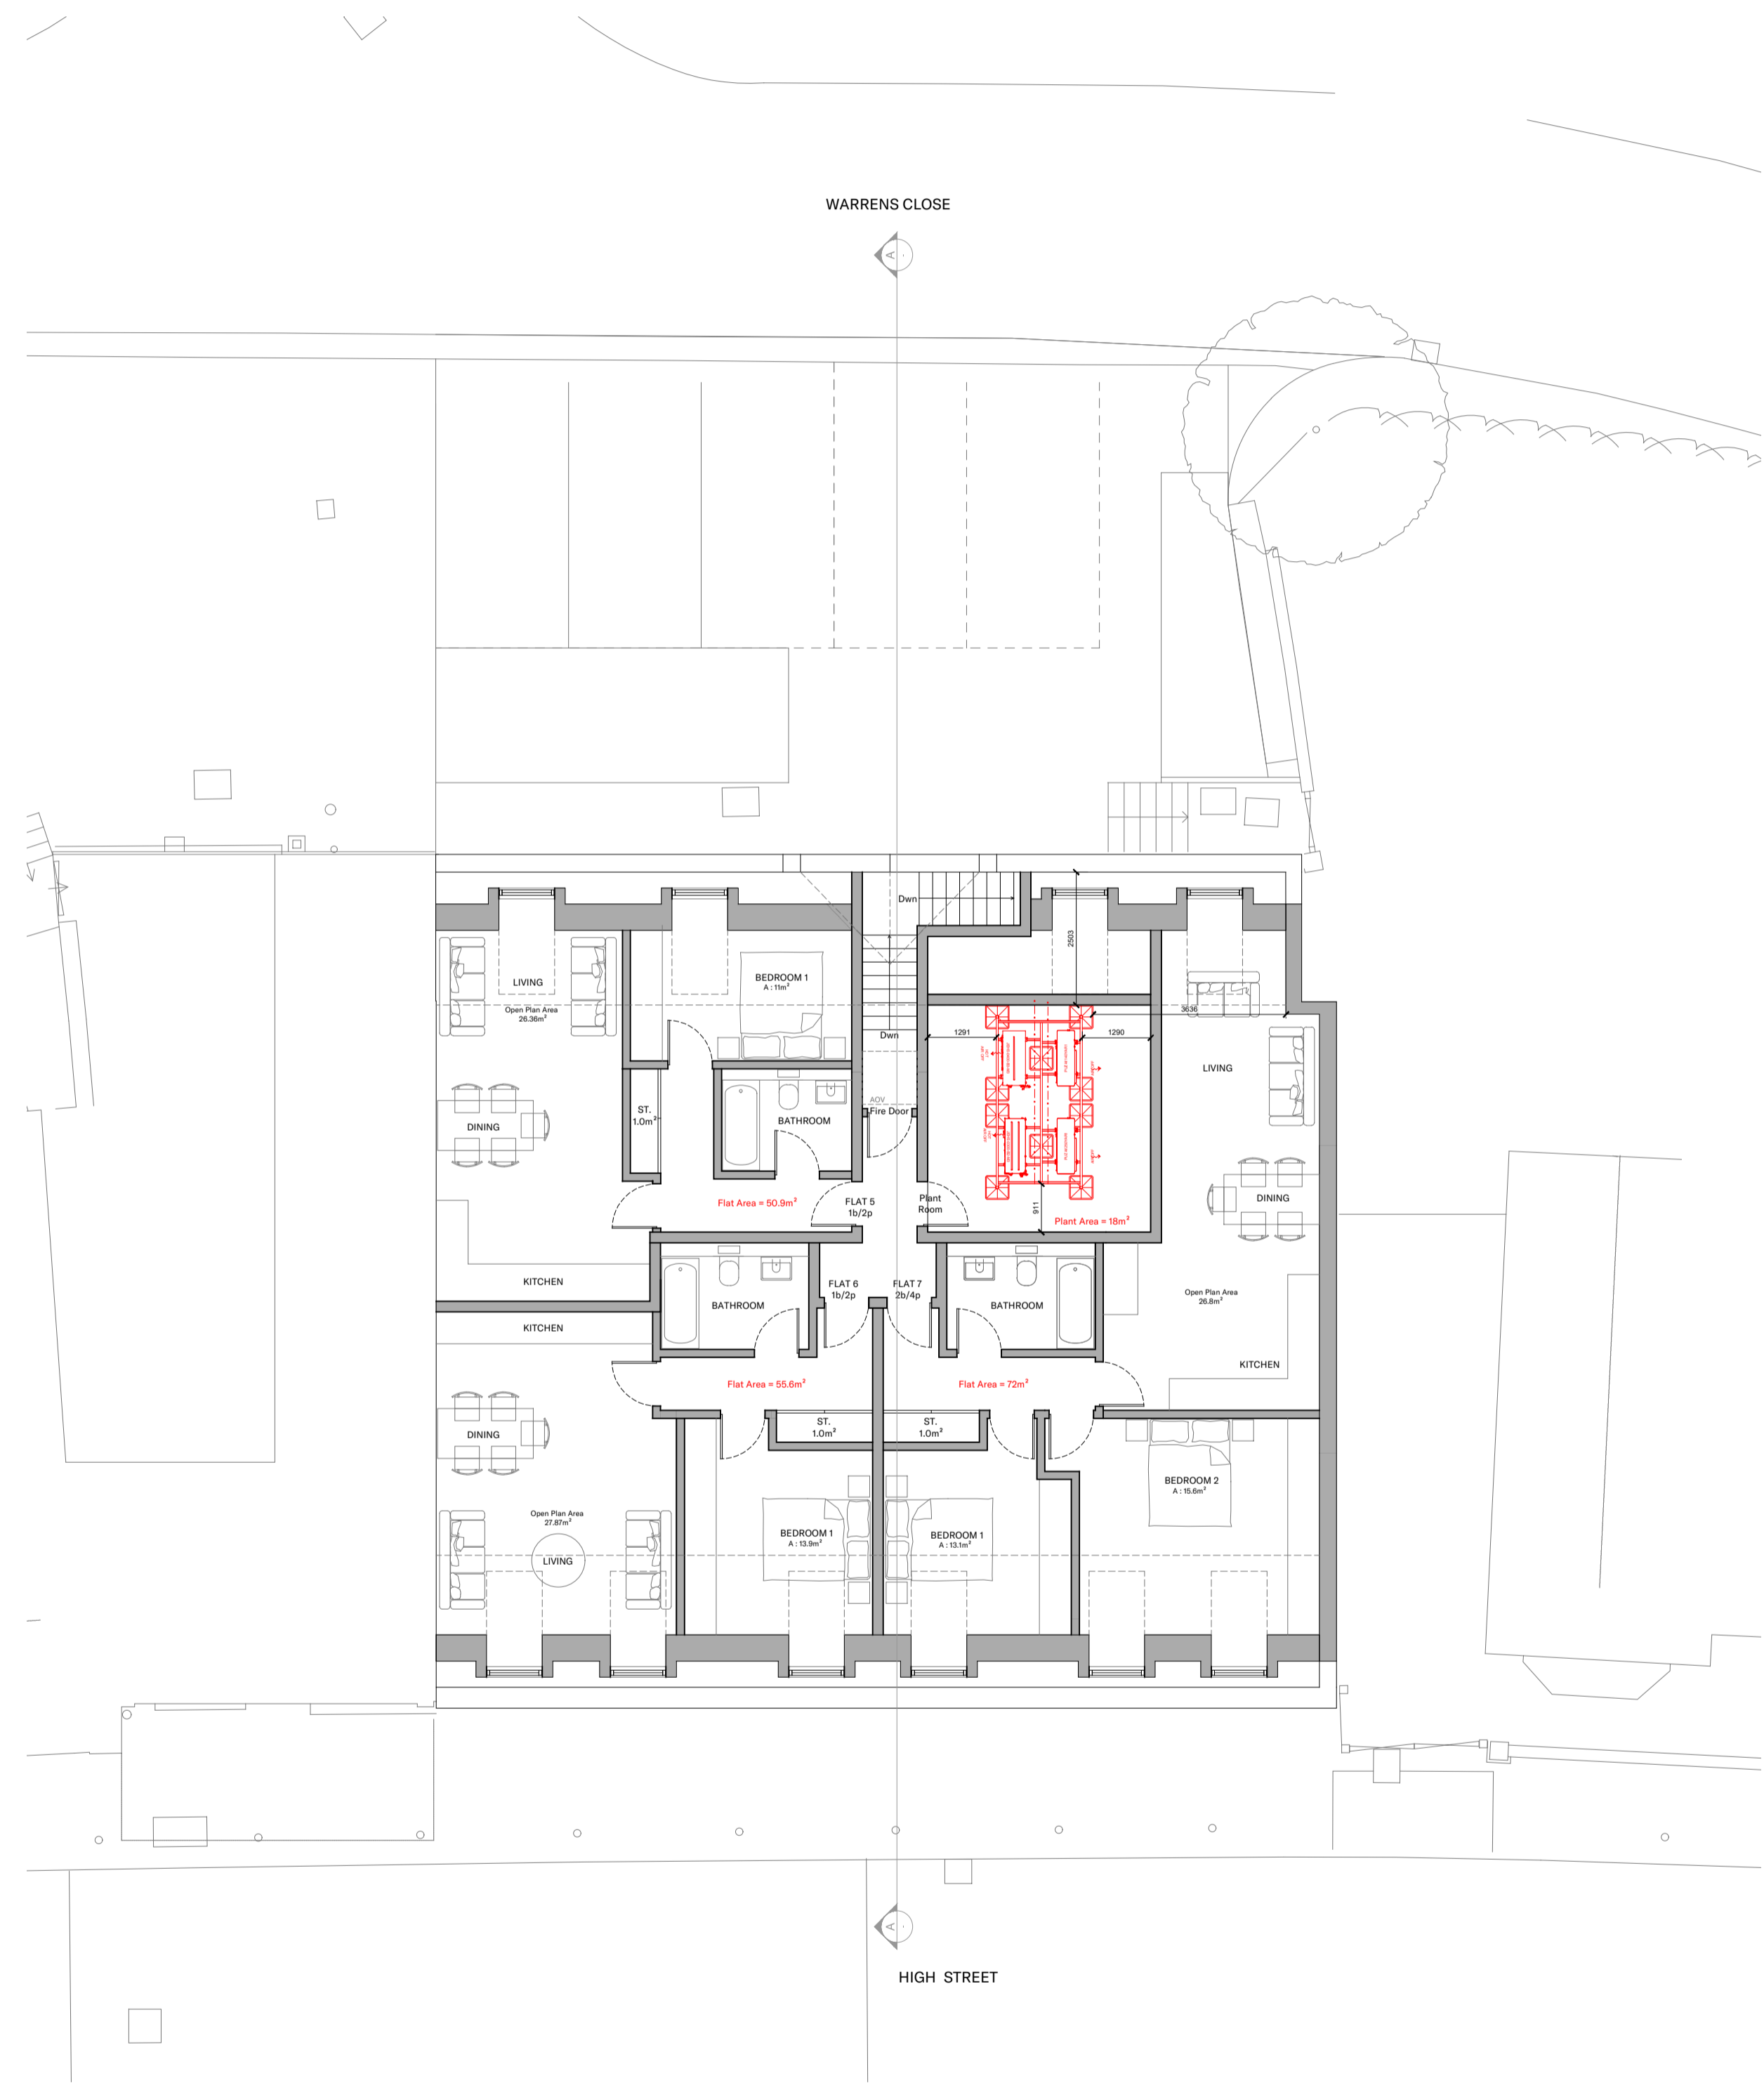 WARRENS CLOSE
A
Dwn
2503
BEDROOM 1
A : 11m²
LIVING
Open Plan Area
26.36m²
3636
1291
1290
Dwn
LIVING
AOV
Fire Door
ST.
1.0m²
BATHROOM
DINING
Flat Area = 50.9m²
FLAT 5
1b/2p
Plant
Room
911
Plant Area = 18m²
DINING
KITCHEN
FLAT 6
1b/2p
FLAT 7
2b/4p
BATHROOM
BATHROOM
Open Plan Area
26.8m²
KITCHEN
KITCHEN
Flat Area = 55.6m²
Flat Area = 72m²
ST.
1.0m²
ST.
1.0m²
DINING
BEDROOM 2
A : 15.6m²
Open Plan Area
27.87m²
LIVING
BEDROOM 1
A : 13.9m²
BEDROOM 1
A : 13.1m²
A
HIGH STREET